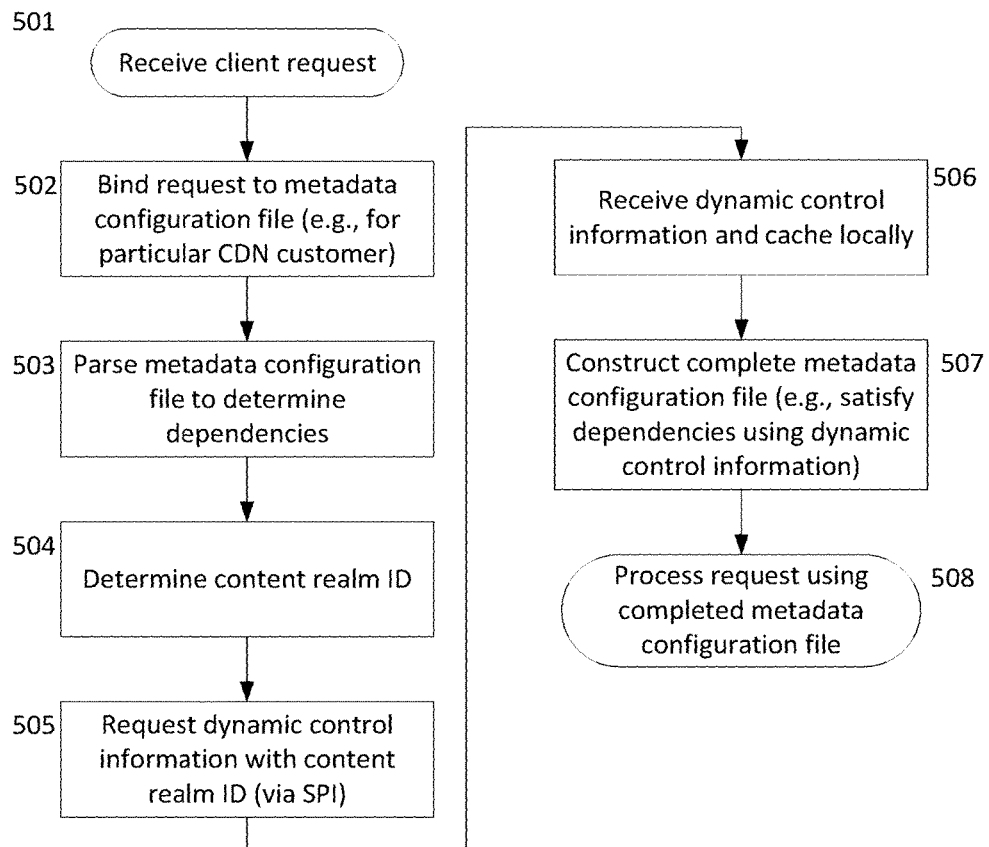 501
Receive client request
502
Bind request to metadata
configuration file (e.g., for
particular CDN customer)
503
Parse metadata configuration
file to determine
dependencies
504
Determine content realm ID
505
Request dynamic control
information with content
realm ID (via SPI)
506
Receive dynamic control
information and cache locally
507
Construct complete metadata
configuration file (e.g., satisfy
dependencies using dynamic
control information)
508
Process request using
completed metadata
configuration file